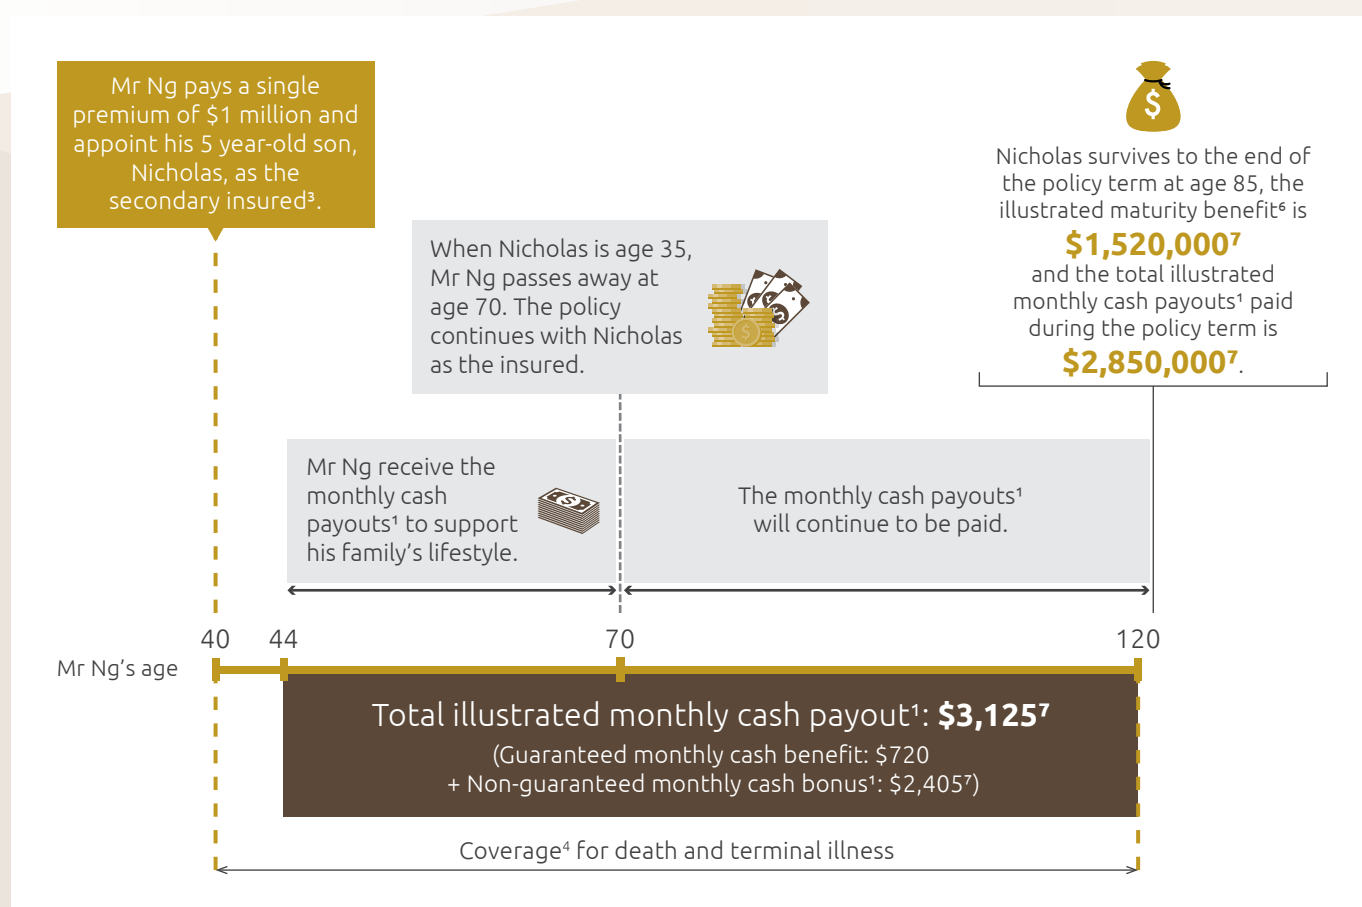 Mr Ng pays a single
premium of $1 million and
appoint his 5 year-old son,
Nicholas, as the
secondary insured³.
$
Nicholas survives to the end of
the policy term at age 85, the
illustrated maturity benefit⁶ is
$1,520,000⁷
and the total illustrated
monthly cash payouts¹ paid
during the policy term is
$2,850,000⁷.
When Nicholas is age 35,
Mr Ng passes away at
age 70. The policy
continues with Nicholas
as the insured.
Mr Ng receive the
monthly cash
payouts¹ to support
his family’s lifestyle.
The monthly cash payouts¹
will continue to be paid.
40 44 70 120
Mr Ng’s age
Total illustrated monthly cash payout¹: $3,125⁷
(Guaranteed monthly cash benefit: $720
+ Non-guaranteed monthly cash bonus¹: $2,405⁷)
Coverage⁴ for death and terminal illness